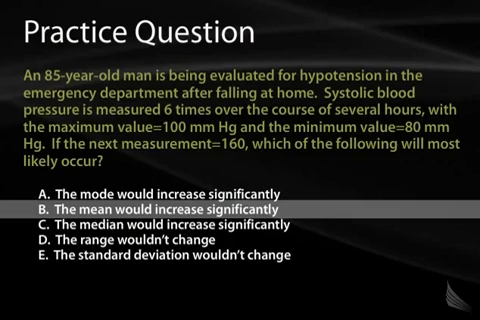 Practice Question
An 85-year-old man is being evaluated for hypotension in the
emergency department after falling at home.  Systolic blood
pressure is measured 6 times over the course of several hours, with
the maximum value=100 mm Hg and the minimum value=80 mm
Hg.  If the next measurement=160, which of the following will most
likely occur?
A. The mode would increase significantly
B. The mean would increase significantly
C. The median would increase significantly
D. The range wouldn't change
E. The standard deviation wouldn't change